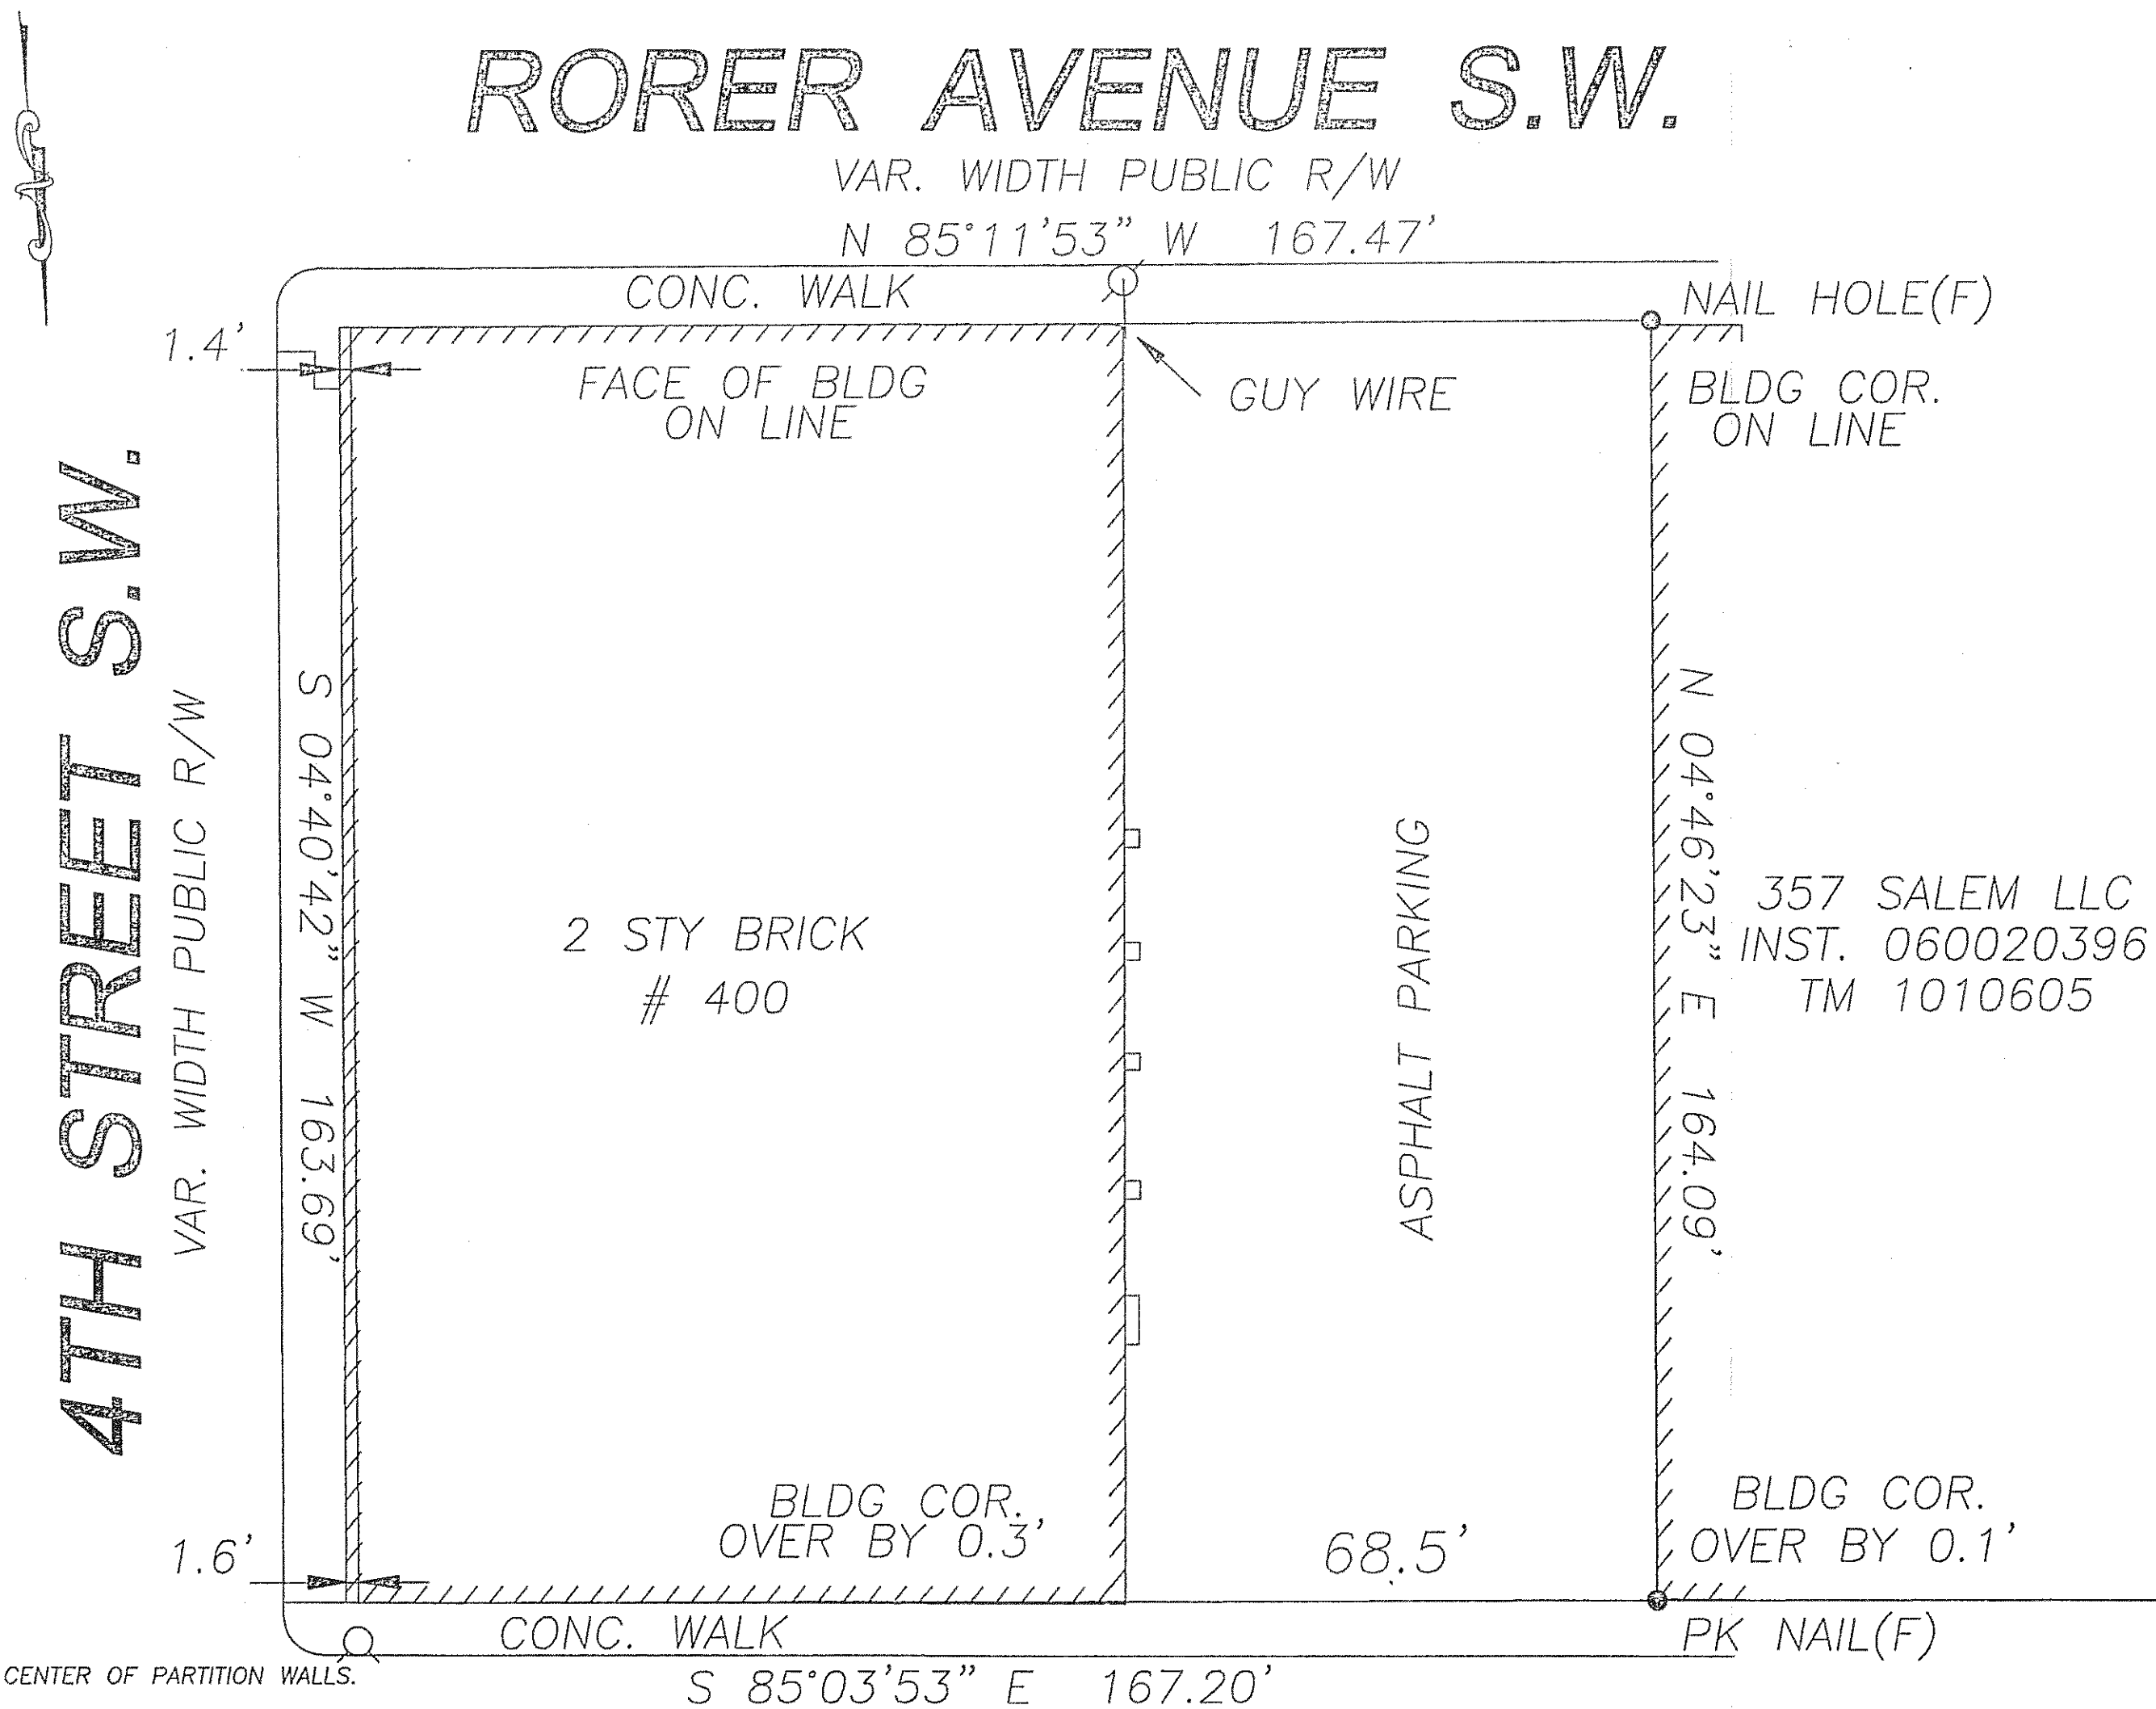 RORER AVENUE S.W.
VAR. WIDTH PUBLIC R/W
N 85°11'53" W 167.47'
CONC. WALK
NAIL HOLE(F)
1.4'
FACE OF BLDG
ON LINE
GUY WIRE
BLDG COR.
ON LINE
4TH STREET S.W.
VAR. WIDTH PUBLIC R/W
S 04°40'42" W 163.69'
2 STY BRICK
# 400
ASPHALT PARKING
N 04°46'23" E 164.09'
357 SALEM LLC
INST. 060020396
TM 1010605
BLDG COR.
OVER BY 0.3'
68.5'
BLDG COR.
OVER BY 0.1'
1.6'
CONC. WALK
PK NAIL(F)
CENTER OF PARTITION WALLS.
S 85°03'53" E 167.20'